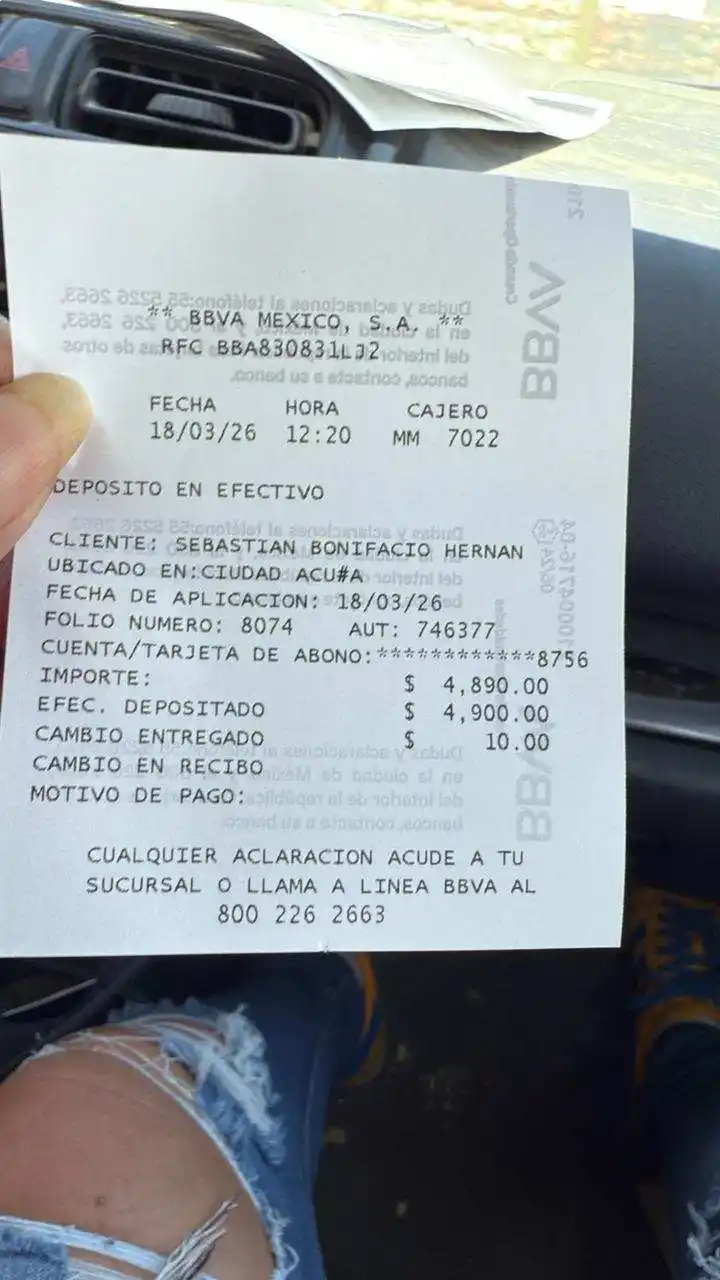 ** BBVA MEXICO, S.A. **
RFC BBA830831LJ2
FECHA HORA CAJERO
18/03/26 12:20 MM 7022
DEPOSITO EN EFECTIVO
CLIENTE: SEBASTIAN BONIFACIO HERNAN
UBICADO EN:CIUDAD ACU#A
FECHA DE APLICACION: 18/03/26
FOLIO NUMERO: 8074 AUT: 746377
CUENTA/TARJETA DE ABONO:************8756
IMPORTE: $ 4,890.00
EFEC. DEPOSITADO $ 4,900.00
CAMBIO ENTREGADO $ 10.00
CAMBIO EN RECIBO
MOTIVO DE PAGO:
CUALQUIER ACLARACION ACUDE A TU
SUCURSAL O LLAMA A LINEA BBVA AL
800 226 2663
BBVA
BBVA